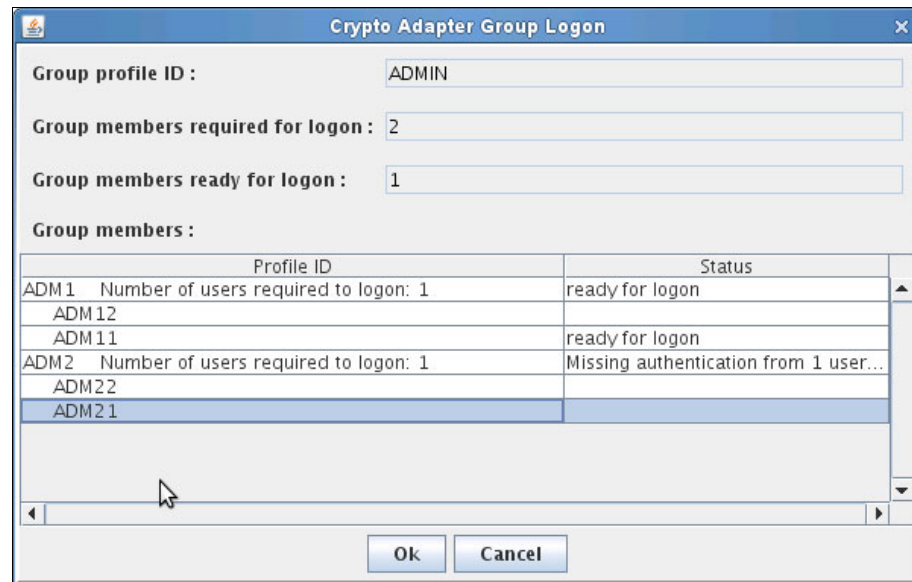 Crypto Adapter Group Logon
Group profile ID : ADMIN
Group members required for logon : 2
Group members ready for logon : 1
Group members :
Profile ID Status
ADM1 Number of users required to logon: 1 ready for logon
ADM12
ADM11 ready for logon
ADM2 Number of users required to logon: 1 Missing authentication from 1 user...
ADM22
ADM21
Ok Cancel